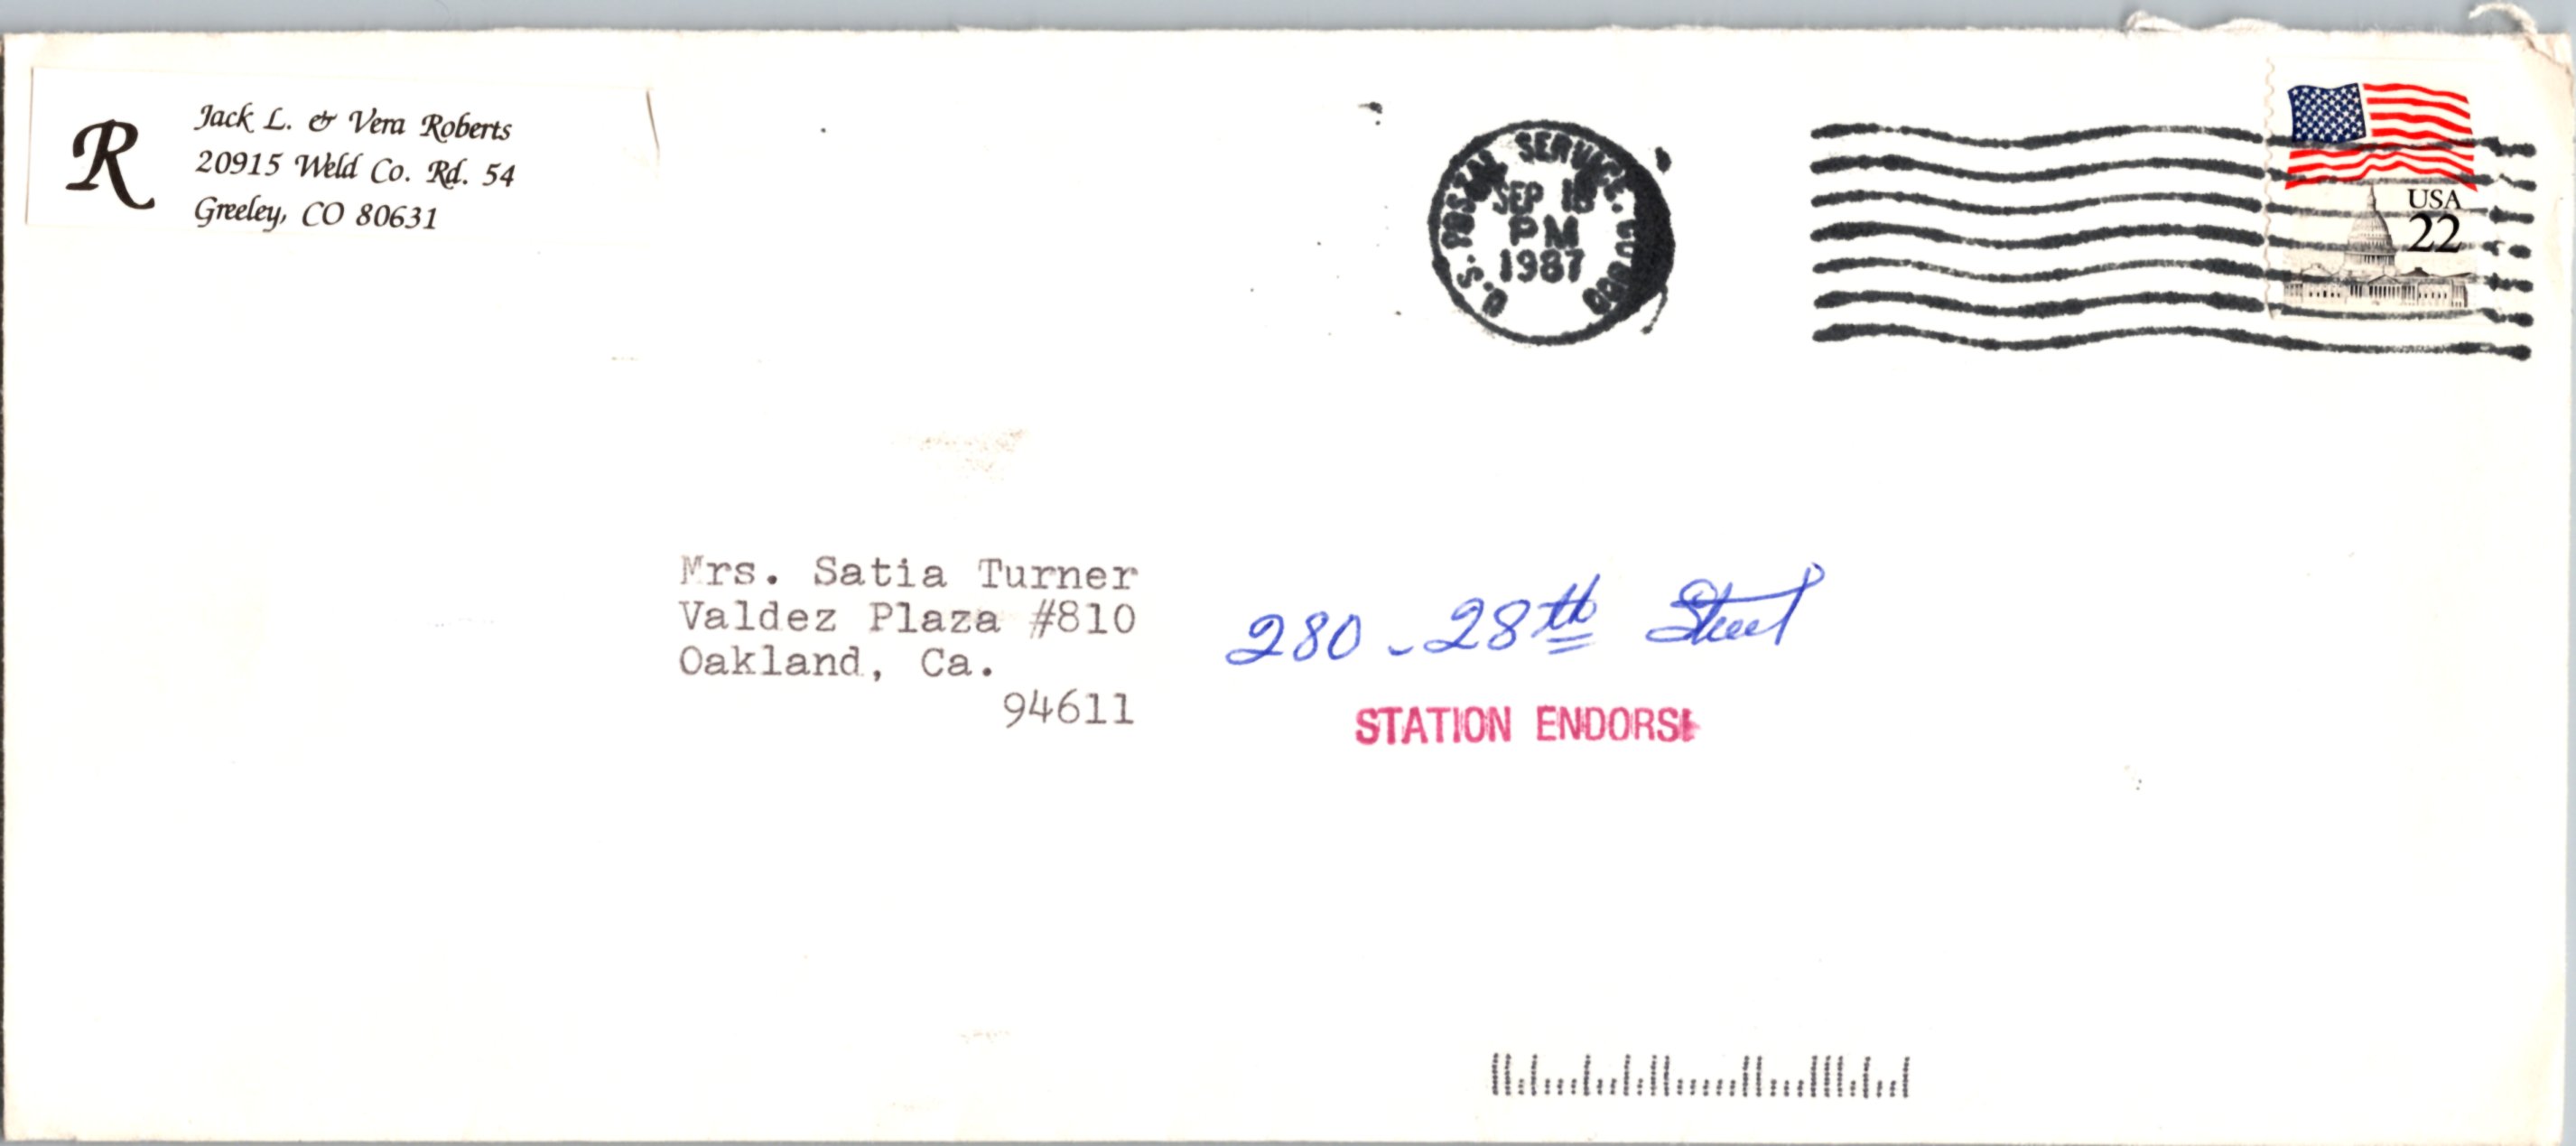 R
Jack L. & Vera Roberts
20915 Weld Co. Rd. 54
Greeley, CO 80631
U.S. POSTAL SERVICE.
SEP 18
PM
1987
USA
22
Mrs. Satia Turner
Valdez Plaza #810
Oakland, Ca.
94611
280 - 28th Street
STATION ENDORSE